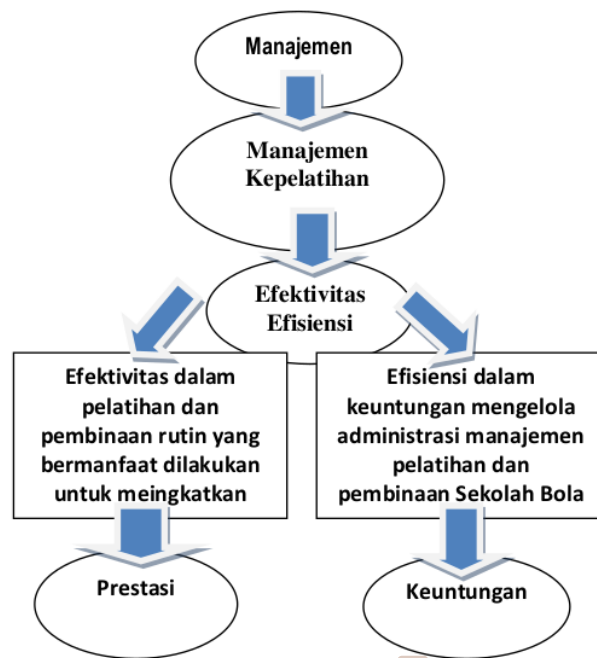 Manajemen
Manajemen
Kepelatihan
Efektivitas
Efisiensi
Efektivitas dalam
pelatihan dan
pembinaan rutin yang
bermanfaat dilakukan
untuk meingkatkan
Efisiensi dalam
keuntungan mengelola
administrasi manajemen
pelatihan dan
pembinaan Sekolah Bola
Prestasi
Keuntungan